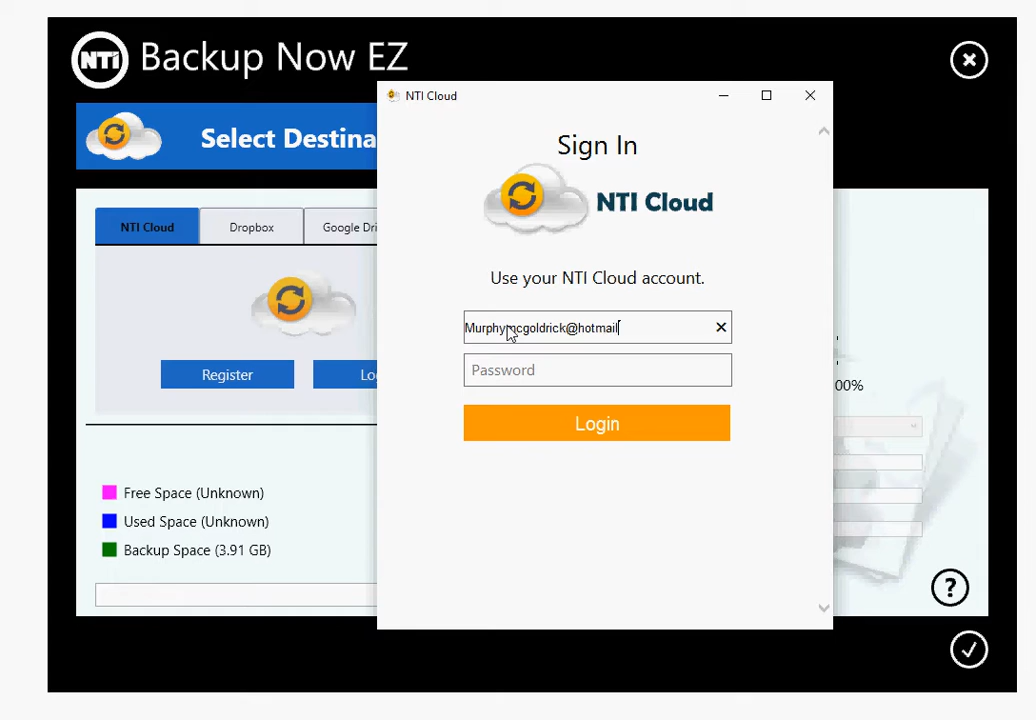 NTI Backup Now EZ
NTI Cloud
Select Destina
Sign In
NTI Cloud
NTI Cloud Dropbox Google Dri
Use your NTI Cloud account.
Murphymcgoldrick@hotmail
Password
Register Lo
00%
Login
Free Space (Unknown)
Used Space (Unknown)
Backup Space (3.91 GB)
?